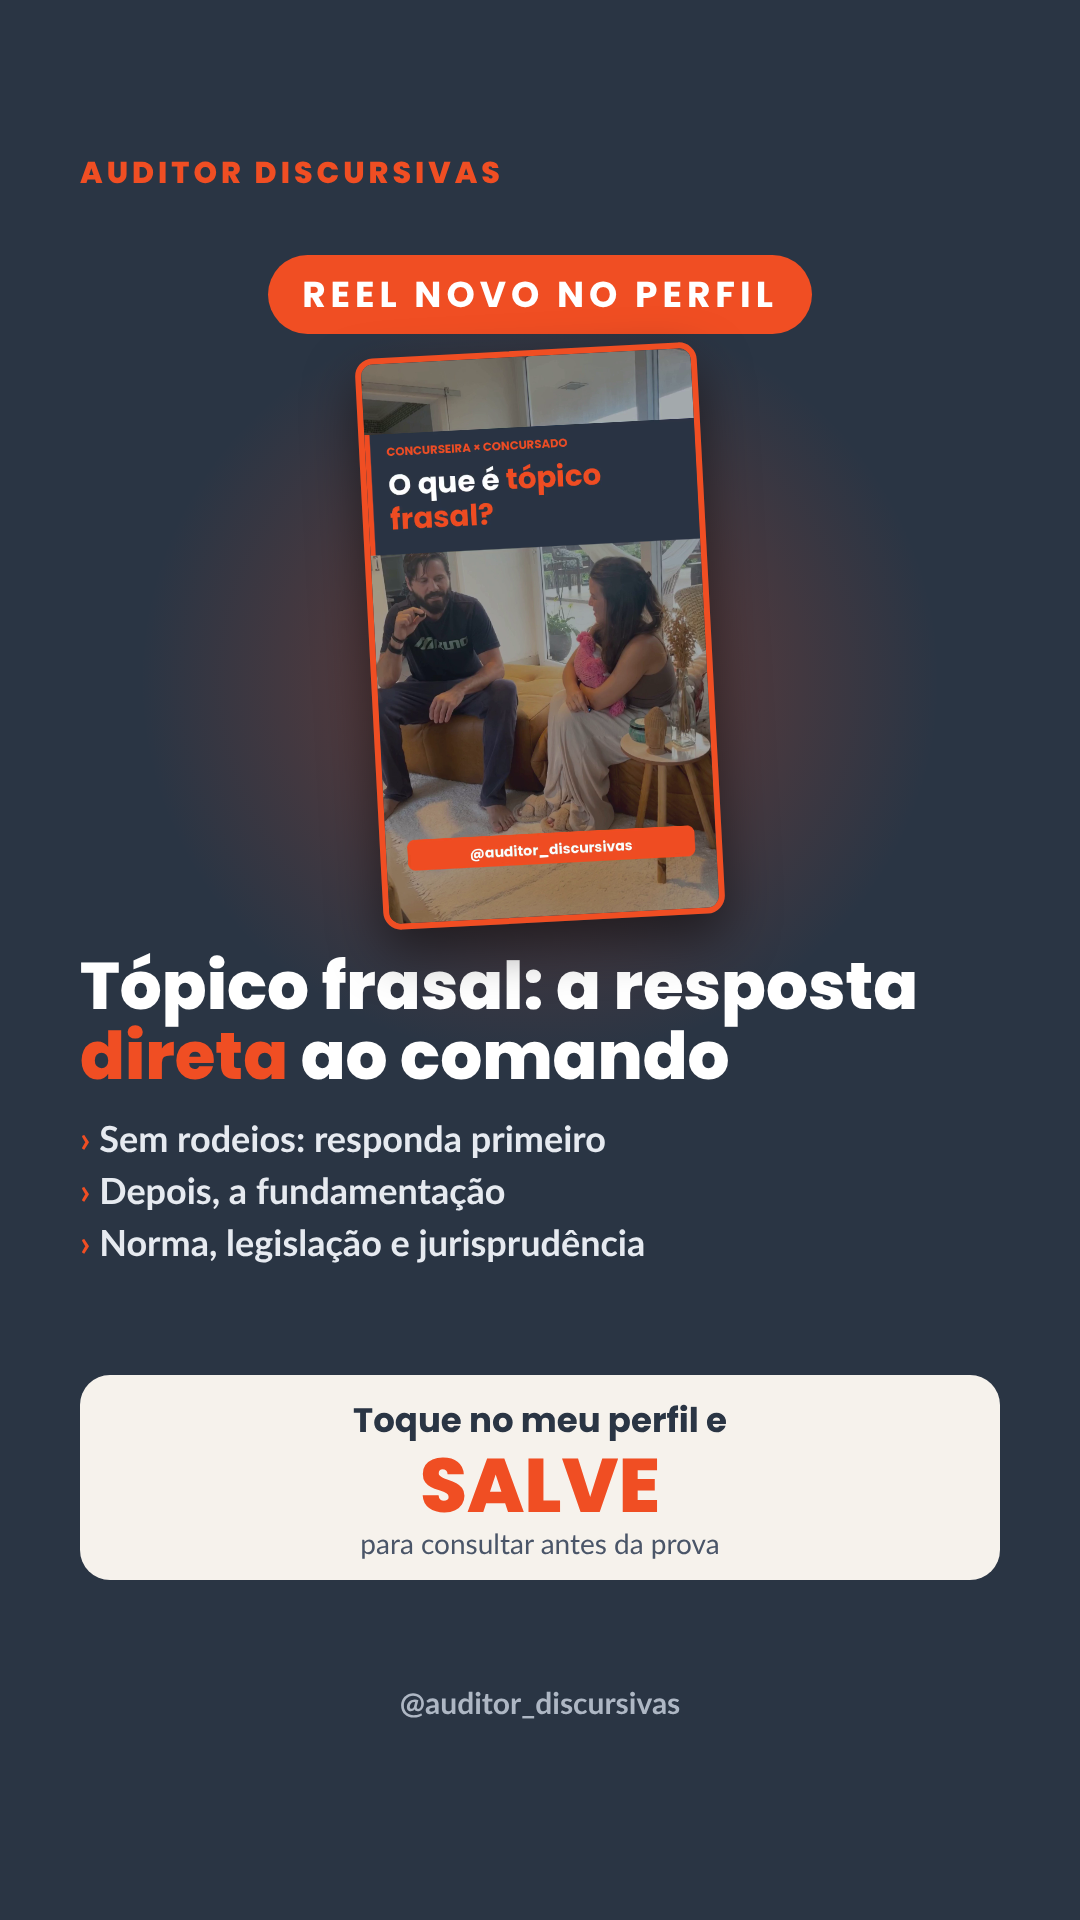 AUDITOR DISCURSIVAS
REEL NOVO NO PERFIL
CONCURSEIRA × CONCURSADO
O que é tópico
frasal?
@auditor_discursivas
Tópico frasal: a resposta
direta ao comando
› Sem rodeios: responda primeiro
› Depois, a fundamentação
› Norma, legislação e jurisprudência
Toque no meu perfil e
SALVE
para consultar antes da prova
@auditor_discursivas